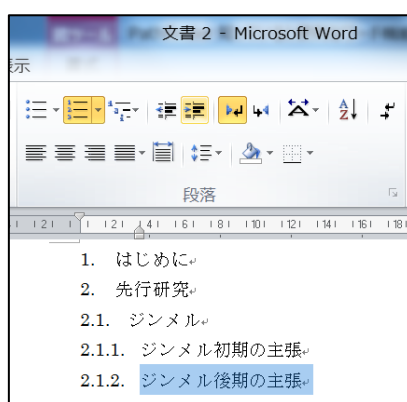 文書 2 - Microsoft Word
示
段落
1. はじめに
2. 先行研究
2.1. ジンメル
2.1.1. ジンメル初期の主張
2.1.2. ジンメル後期の主張